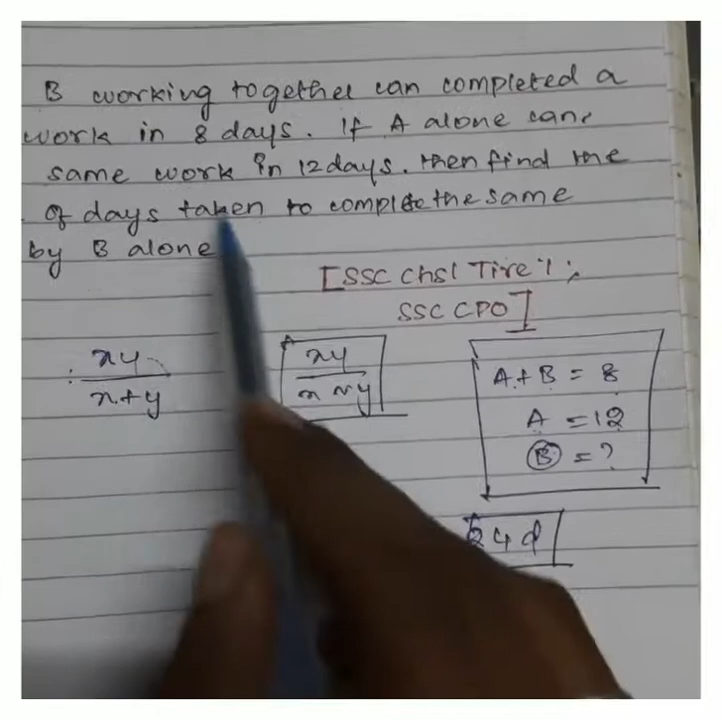 B working together can completed a
work in 8 days. If A alone can
same work in 12 days. then find the
of days taken to complete the same
by B alone
[SSC Chsl Tire 1;
SSC CPO]
xy
x+y
xy
x ~ y
A+B = 8
A = 12
B = ?
24d